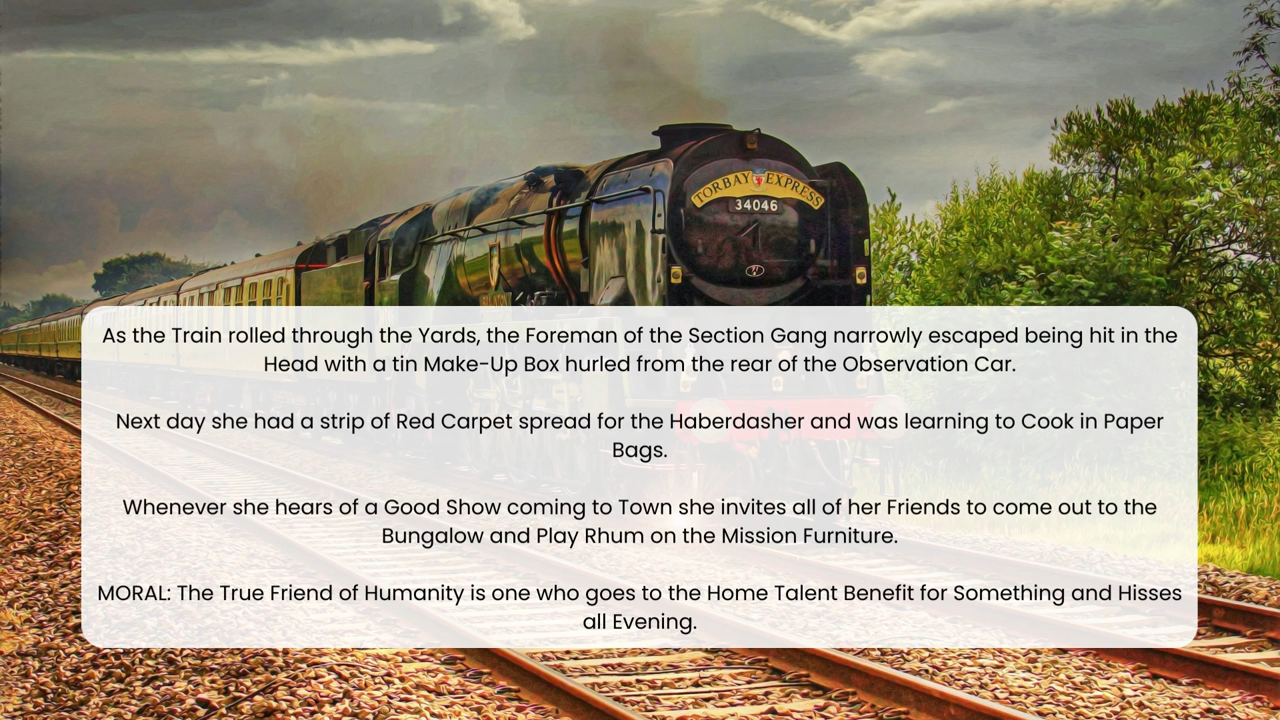 TORBAY EXPRESS
34046
As the Train rolled through the Yards, the Foreman of the Section Gang narrowly escaped being hit in the
Head with a tin Make-Up Box hurled from the rear of the Observation Car.
Next day she had a strip of Red Carpet spread for the Haberdasher and was learning to Cook in Paper
Bags.
Whenever she hears of a Good Show coming to Town she invites all of her Friends to come out to the
Bungalow and Play Rhum on the Mission Furniture.
MORAL: The True Friend of Humanity is one who goes to the Home Talent Benefit for Something and Hisses
all Evening.